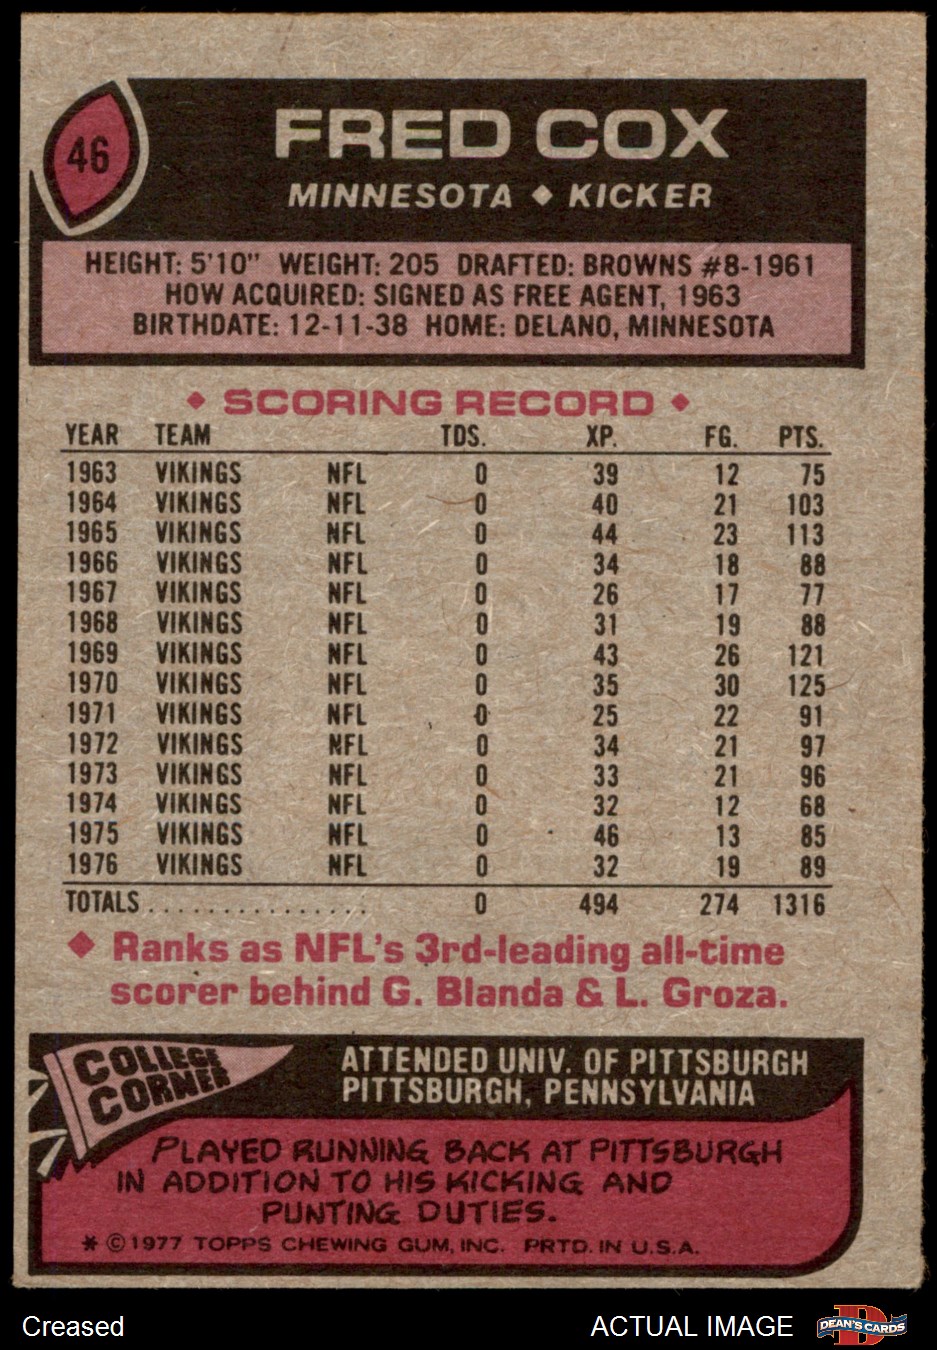 46
FRED COX
MINNESOTA ◆ KICKER
HEIGHT: 5'10" WEIGHT: 205 DRAFTED: BROWNS #8-1961
HOW ACQUIRED: SIGNED AS FREE AGENT, 1963
BIRTHDATE: 12-11-38 HOME: DELANO, MINNESOTA
◆ SCORING RECORD ◆
YEAR TEAM TDS. XP. FG. PTS.
1963 VIKINGS NFL 0 39 12 75
1964 VIKINGS NFL 0 40 21 103
1965 VIKINGS NFL 0 44 23 113
1966 VIKINGS NFL 0 34 18 88
1967 VIKINGS NFL 0 26 17 77
1968 VIKINGS NFL 0 31 19 88
1969 VIKINGS NFL 0 43 26 121
1970 VIKINGS NFL 0 35 30 125
1971 VIKINGS NFL 0 25 22 91
1972 VIKINGS NFL 0 34 21 97
1973 VIKINGS NFL 0 33 21 96
1974 VIKINGS NFL 0 32 12 68
1975 VIKINGS NFL 0 46 13 85
1976 VIKINGS NFL 0 32 19 89
TOTALS............... 0 494 274 1316
◆ Ranks as NFL's 3rd-leading all-time
scorer behind G. Blanda & L. Groza.
COLLEGE
CORNER
ATTENDED UNIV. OF PITTSBURGH
PITTSBURGH, PENNSYLVANIA
PLAYED RUNNING BACK AT PITTSBURGH
IN ADDITION TO HIS KICKING AND
PUNTING DUTIES.
* © 1977 TOPPS CHEWING GUM, INC. PRTD. IN U.S.A.
Creased
ACTUAL IMAGE
D
DEAN'S CARDS